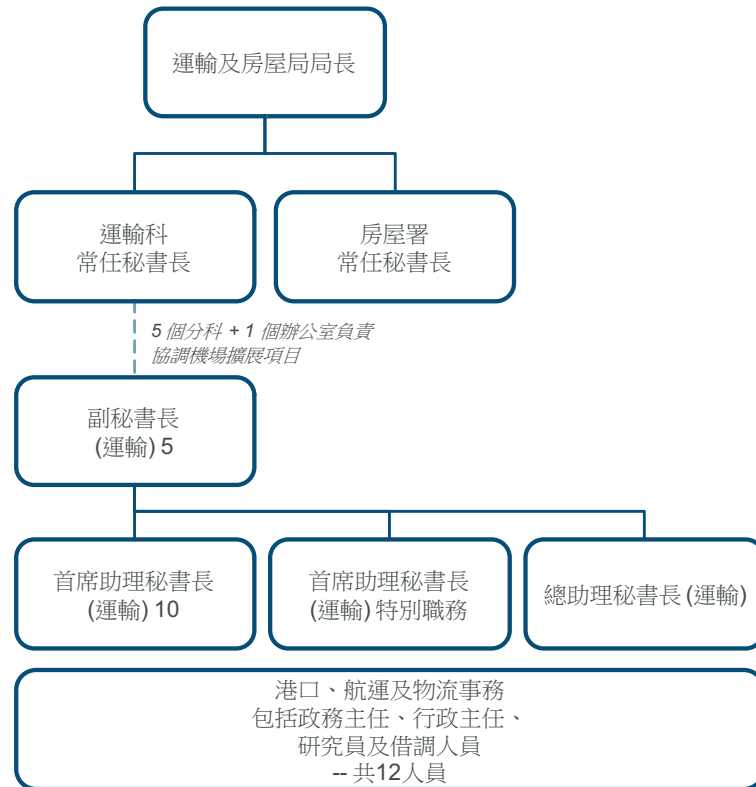 運輸及房屋局局長
運輸科
常任秘書長
房屋署
常任秘書長
5 個分科 + 1 個辦公室負責
協調機場擴展項目
副秘書長
(運輸) 5
首席助理秘書長
(運輸) 10
首席助理秘書長
(運輸) 特別職務
總助理秘書長 (運輸)
港口、航運及物流事務
包括政務主任、行政主任、
研究員及借調人員
-- 共12人員